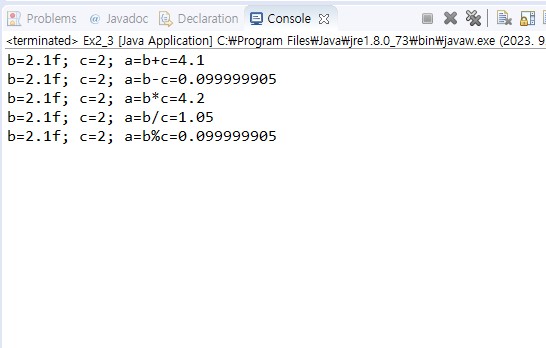 Problems @ Javadoc Declaration Console
<terminated> Ex2_3 [Java Application] C:₩Program Files₩Java₩jre1.8.0_73₩bin₩javaw.exe (2023. 9
b=2.1f; c=2; a=b+c=4.1
b=2.1f; c=2; a=b-c=0.099999905
b=2.1f; c=2; a=b*c=4.2
b=2.1f; c=2; a=b/c=1.05
b=2.1f; c=2; a=b%c=0.099999905